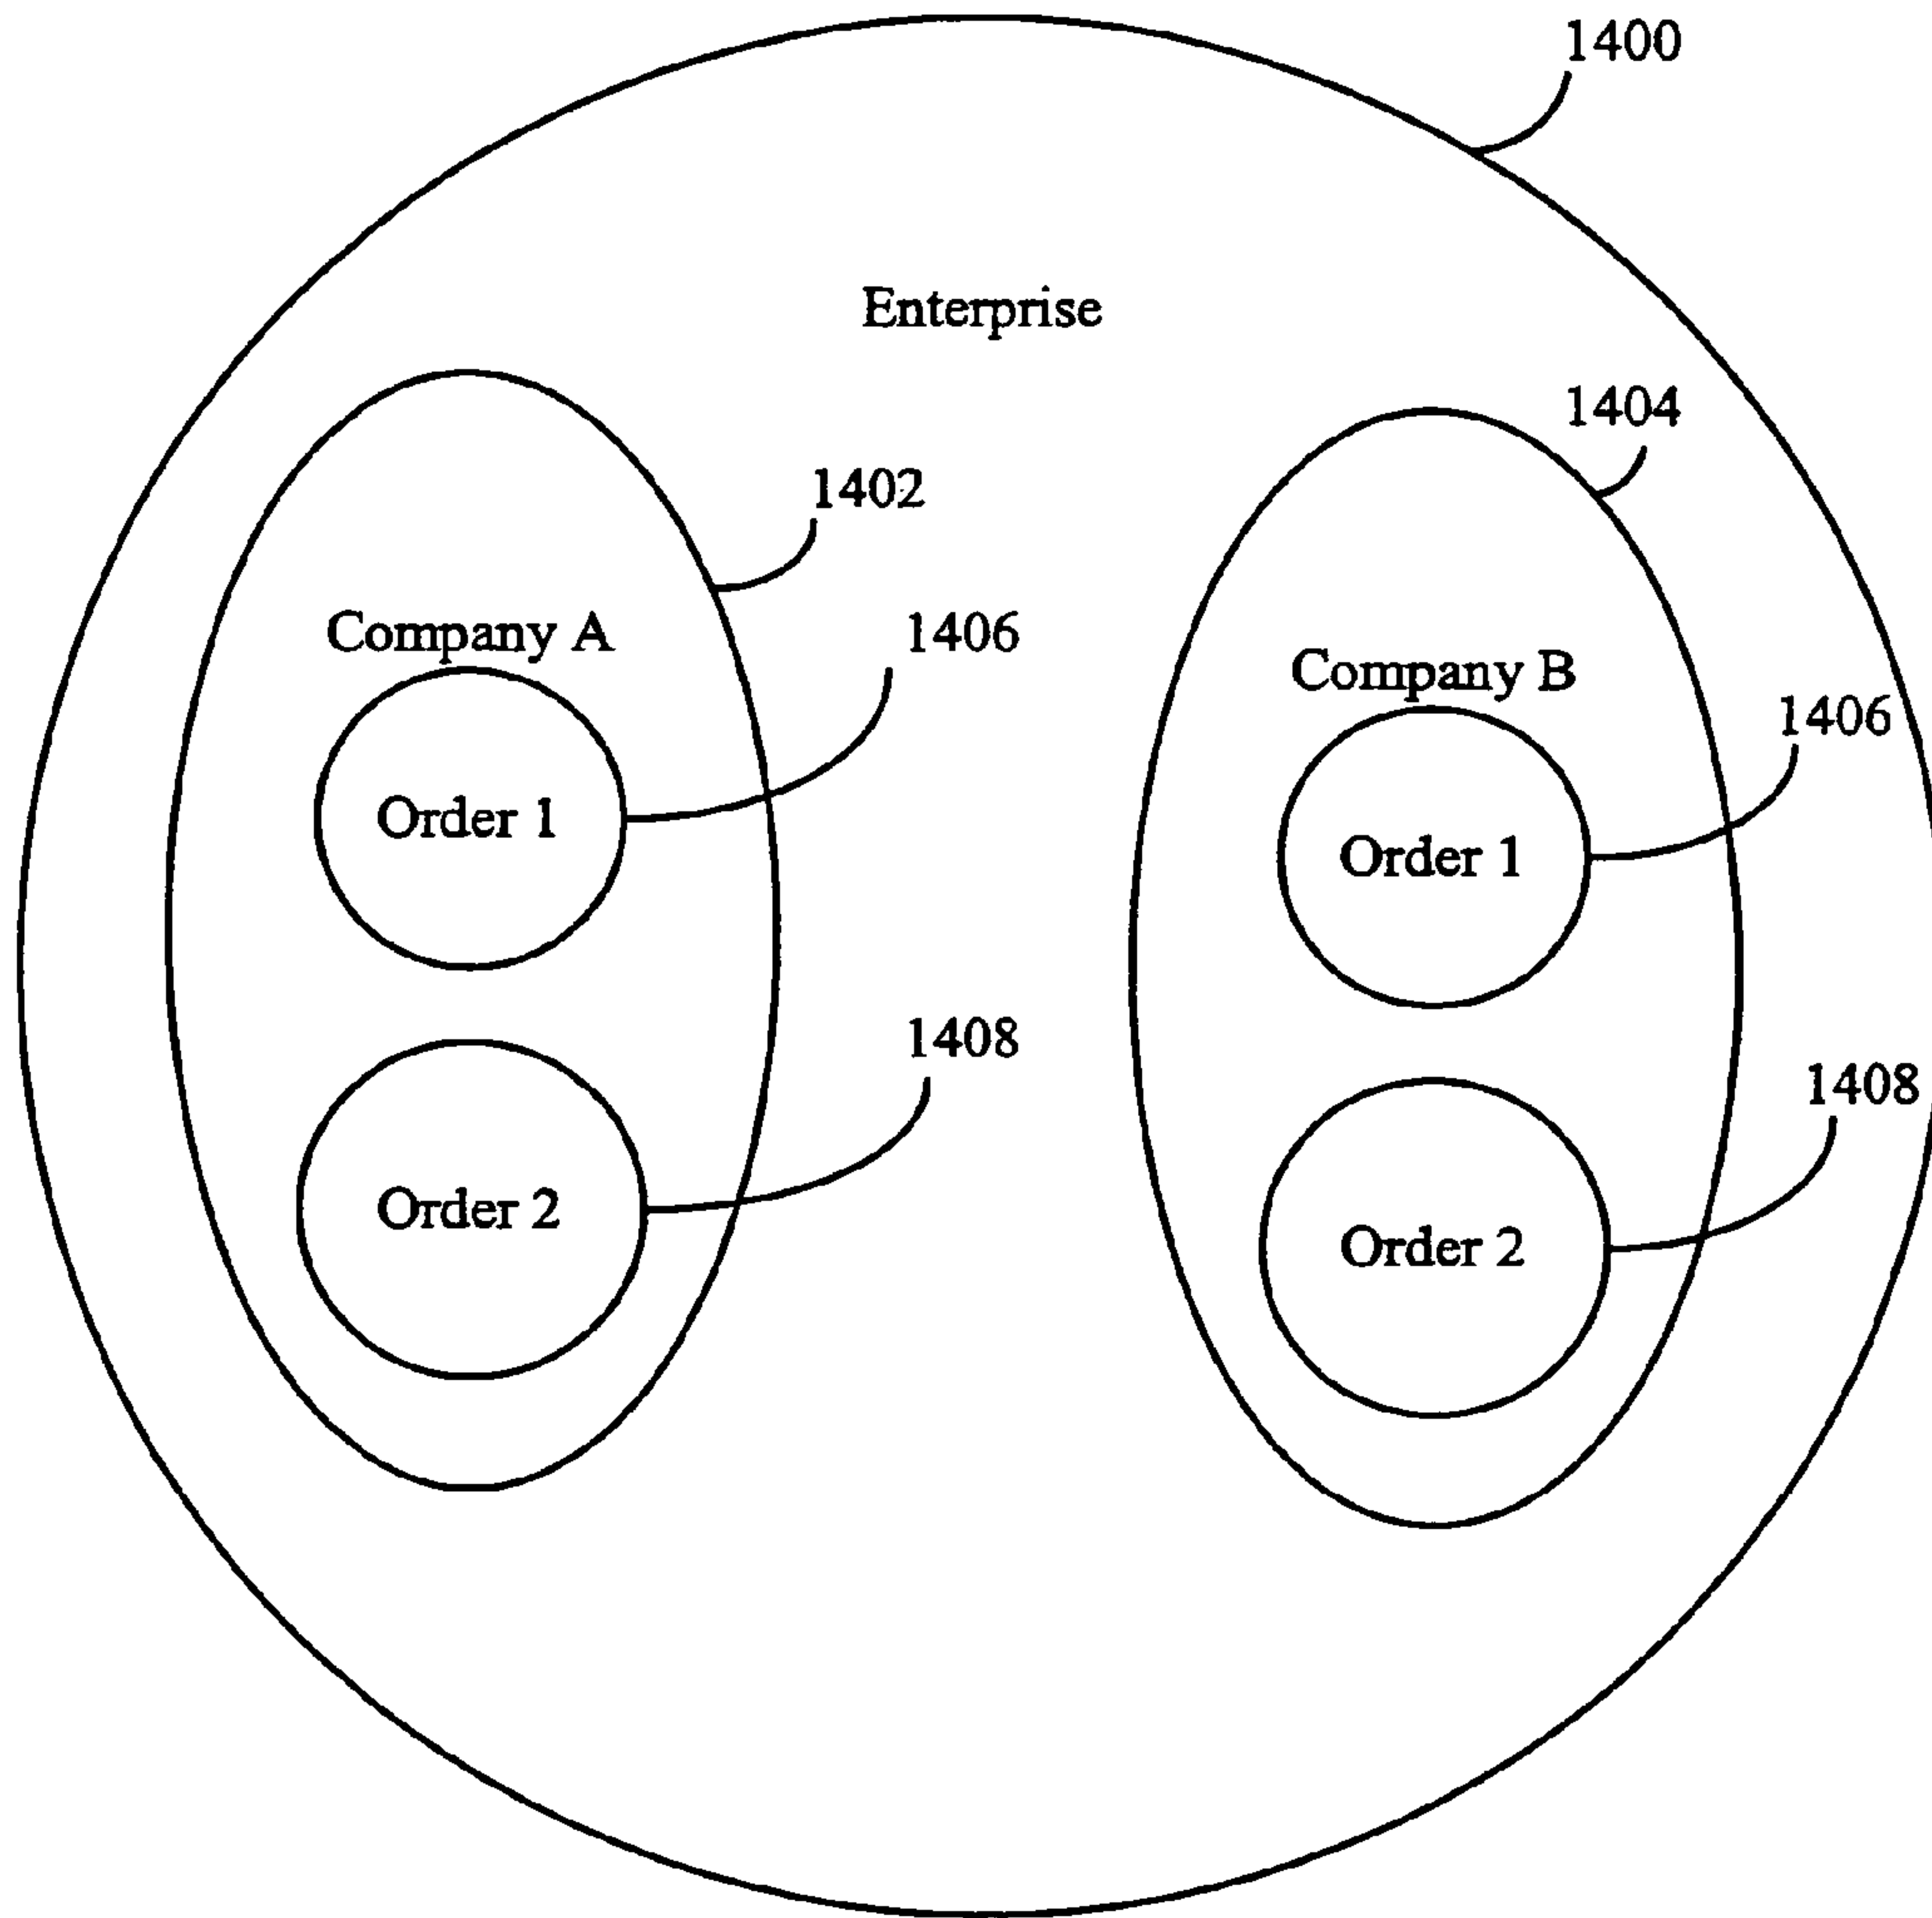 1400
Enterprise
1404
1402
Company A
1406
Company B
1406
Order 1
Order 1
1408
1408
Order 2
Order 2